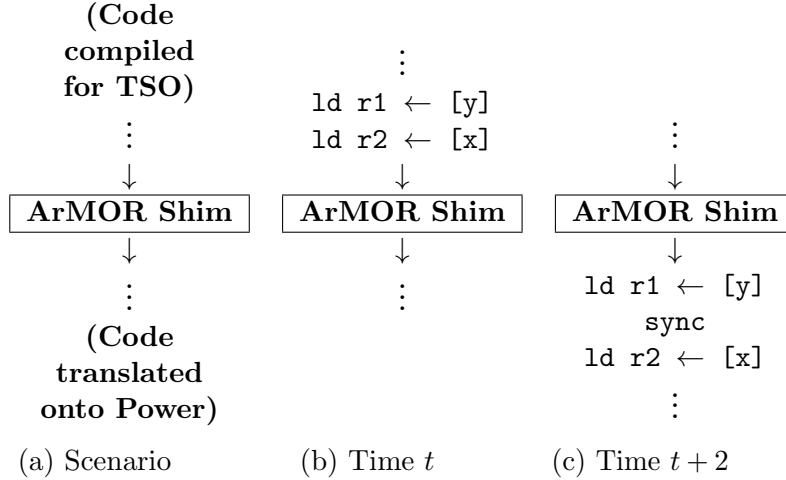 (Code
compiled
for TSO)
⋮
↓
ArMOR Shim
↓
⋮
(Code
translated
onto Power)
(a) Scenario
⋮
ld r1 ← [y]
ld r2 ← [x]
↓
ArMOR Shim
↓
⋮
(b) Time t
⋮
↓
ArMOR Shim
↓
ld r1 ← [y]
sync
ld r2 ← [x]
⋮
(c) Time t + 2